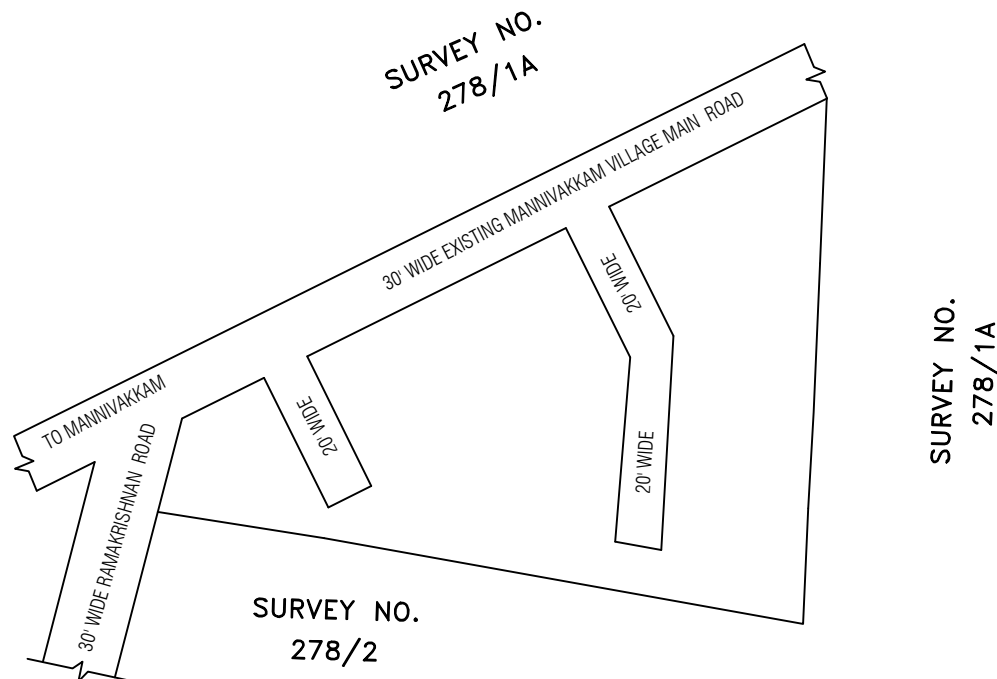 SURVEY NO.
278/1A
30' WIDE EXISTING MANNIVAKKAM VILLAGE MAIN ROAD
20' WIDE
SURVEY NO.
278/1A
TO MANNIVAKKAM
20' WIDE
20' WIDE
30' WIDE RAMAKRISHNAN ROAD
SURVEY NO.
278/2